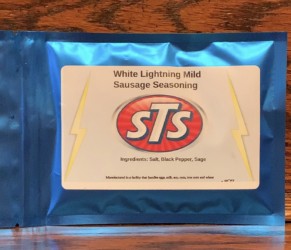 White Lightning Mild
Sausage Seasoning
STS
Ingredients: Salt, Black Pepper, Sage